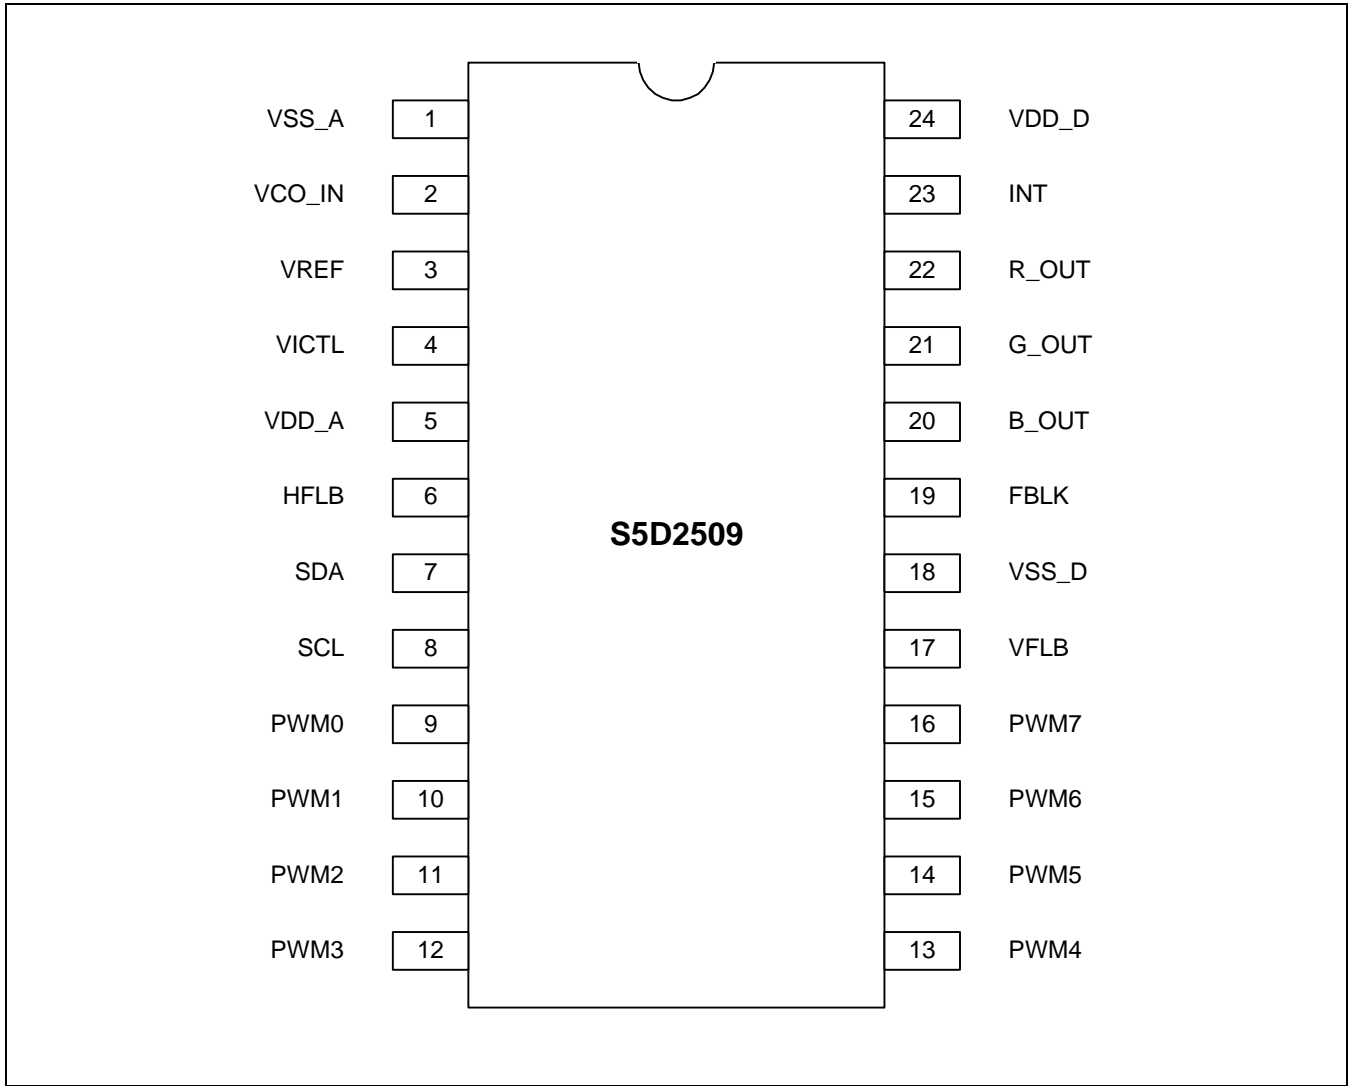 VSS_A 1 24 VDD_D
VCO_IN 2 23 INT
VREF 3 22 R_OUT
VICTL 4 21 G_OUT
VDD_A 5 20 B_OUT
HFLB 6 19 FBLK
S5D2509
SDA 7 18 VSS_D
SCL 8 17 VFLB
PWM0 9 16 PWM7
PWM1 10 15 PWM6
PWM2 11 14 PWM5
PWM3 12 13 PWM4